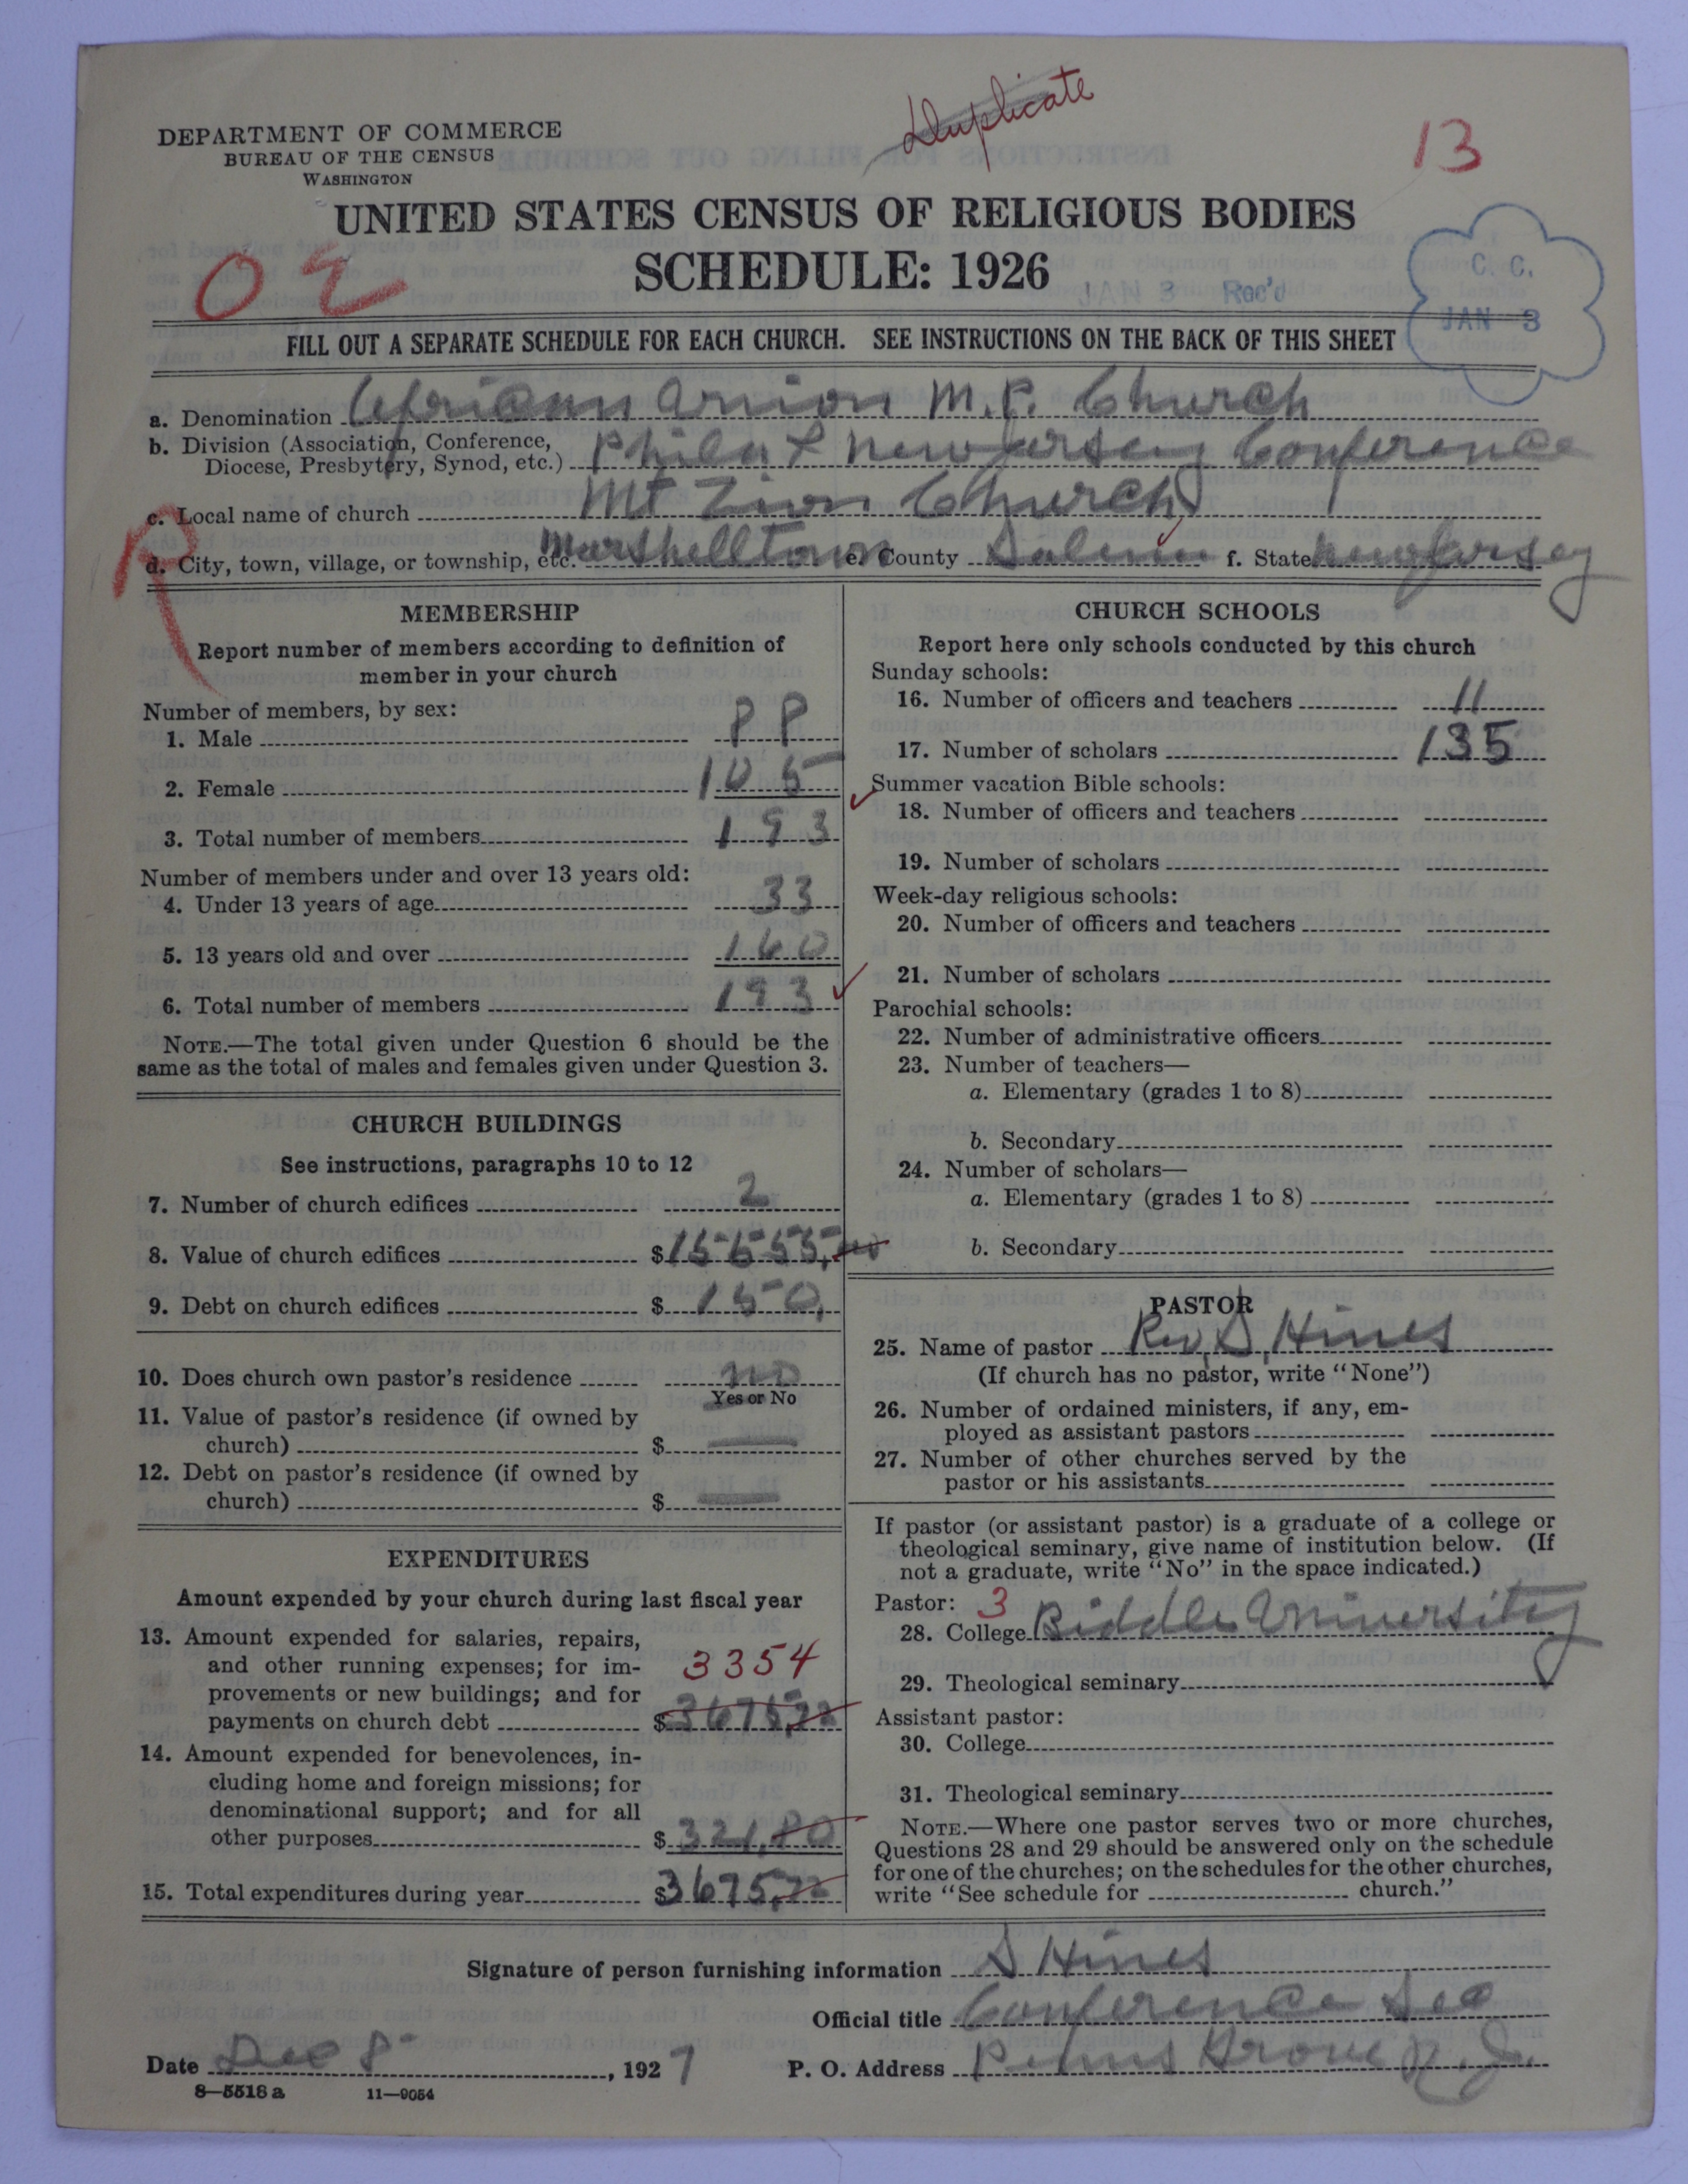 Duplicate
13
DEPARTMENT OF COMMERCE
BUREAU OF THE CENSUS
WASHINGTON
UNITED STATES CENSUS OF RELIGIOUS BODIES
SCHEDULE: 1926
JAN 3 Rec'd
C. C.
JAN 3
FILL OUT A SEPARATE SCHEDULE FOR EACH CHURCH. SEE INSTRUCTIONS ON THE BACK OF THIS SHEET
a. Denomination African Union M.P. Church
b. Division (Association, Conference, Diocese, Presbytery, Synod, etc.) Phila & New Jersey Conference
c. Local name of church Mt Zion Church
R
d. City, town, village, or township, etc. Marshelltown e. County Salem f. State New Jersey
MEMBERSHIP
Report number of members according to definition of
member in your church
Number of members, by sex:
1. Male 88
2. Female 105
3. Total number of members 193
Number of members under and over 13 years old:
4. Under 13 years of age 33
5. 13 years old and over 160
6. Total number of members 193
NOTE.—The total given under Question 6 should be the
same as the total of males and females given under Question 3.
CHURCH BUILDINGS
See instructions, paragraphs 10 to 12
7. Number of church edifices 2
8. Value of church edifices $15555,
9. Debt on church edifices $150,
10. Does church own pastor's residence no
Yes or No
11. Value of pastor's residence (if owned by
church) $
12. Debt on pastor's residence (if owned by
church) $
EXPENDITURES
Amount expended by your church during last fiscal year
13. Amount expended for salaries, repairs,
and other running expenses; for im-
provements or new buildings; and for
payments on church debt $3675,22
3354
14. Amount expended for benevolences, in-
cluding home and foreign missions; for
denominational support; and for all
other purposes $321,80
15. Total expenditures during year $3675,22
CHURCH SCHOOLS
Report here only schools conducted by this church
Sunday schools:
16. Number of officers and teachers 11
17. Number of scholars 135
Summer vacation Bible schools:
18. Number of officers and teachers
19. Number of scholars
Week-day religious schools:
20. Number of officers and teachers
21. Number of scholars
Parochial schools:
22. Number of administrative officers
23. Number of teachers—
a. Elementary (grades 1 to 8)
b. Secondary
24. Number of scholars—
a. Elementary (grades 1 to 8)
b. Secondary
PASTOR
25. Name of pastor Rev, S, Hines
(If church has no pastor, write "None")
26. Number of ordained ministers, if any, em-
ployed as assistant pastors
27. Number of other churches served by the
pastor or his assistants
If pastor (or assistant pastor) is a graduate of a college or
theological seminary, give name of institution below. (If
not a graduate, write "No" in the space indicated.)
Pastor: 3
28. College Biddle University
29. Theological seminary
Assistant pastor:
30. College
31. Theological seminary
NOTE.—Where one pastor serves two or more churches,
Questions 28 and 29 should be answered only on the schedule
for one of the churches; on the schedules for the other churches,
write "See schedule for church."
Signature of person furnishing information S Hines
Official title Conference Sec
Date Dec 8, 1927 P. O. Address Penns Grove N. J.
8—5518 a 11—9054